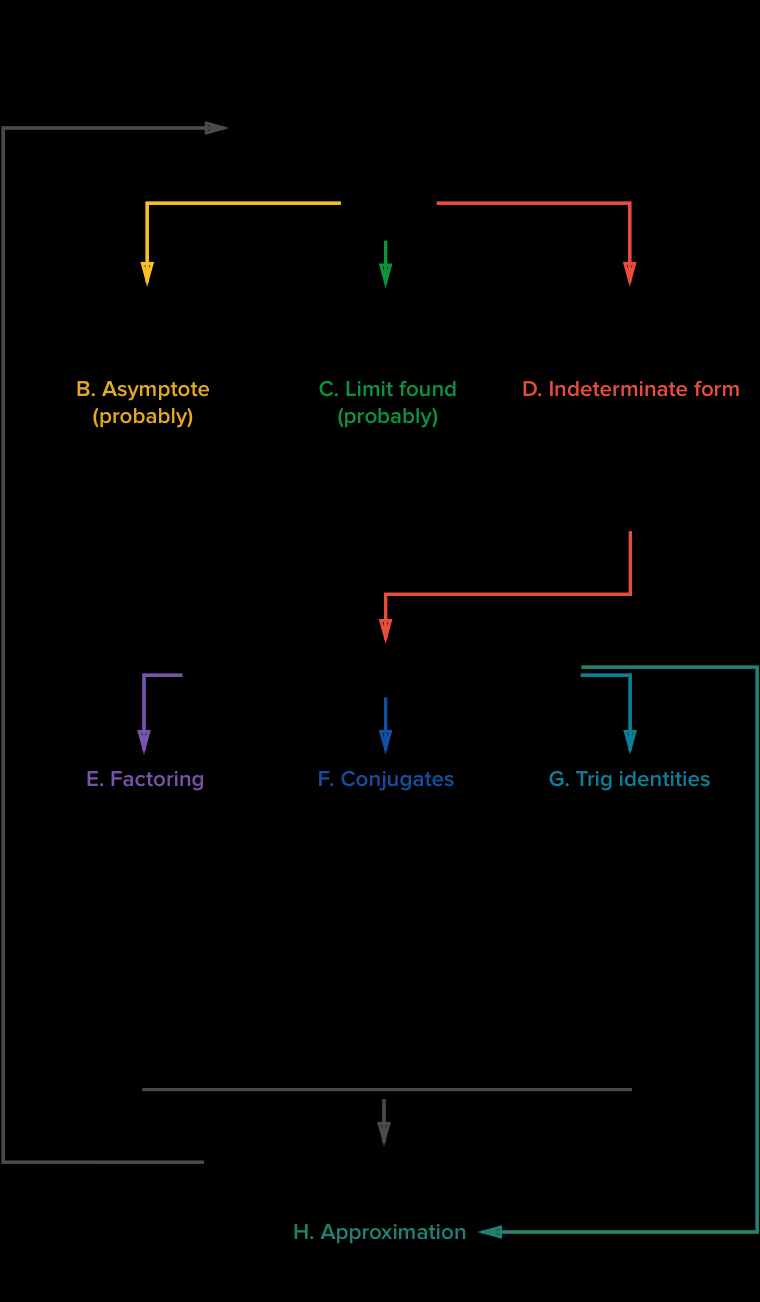 B. Asymptote
(probably)
C. Limit found
(probably)
D. Indeterminate form
E. Factoring
F. Conjugates
G. Trig identities
H. Approximation